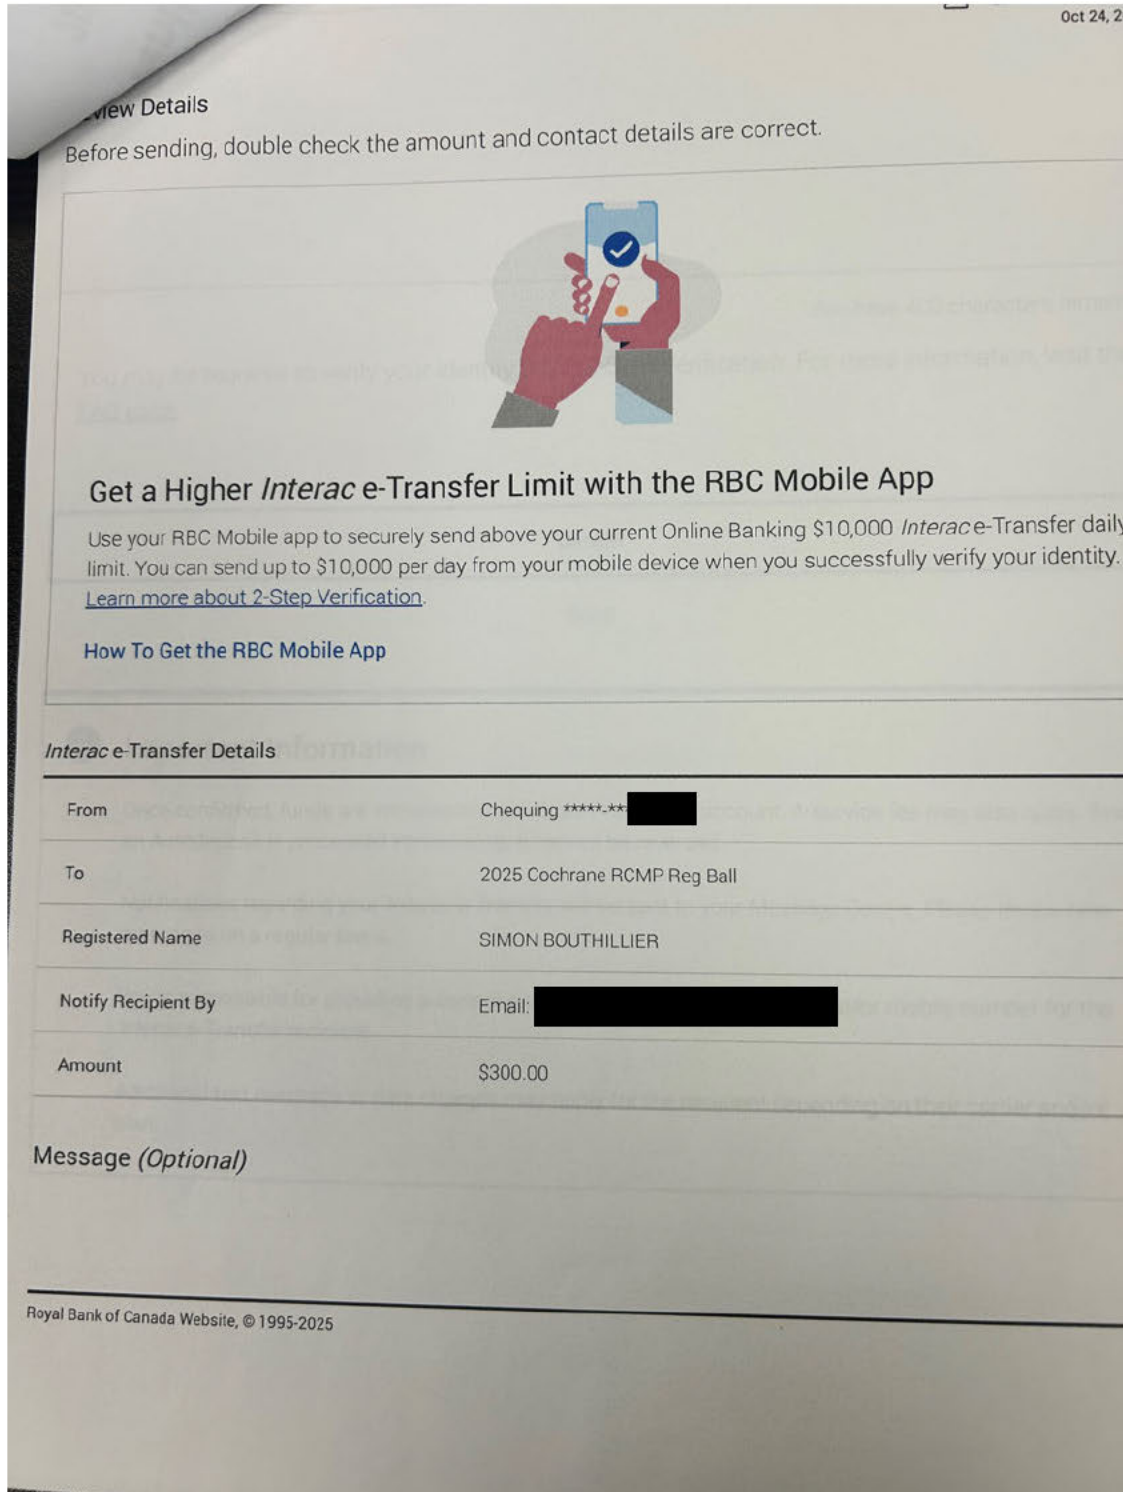 Oct 24, 2
view Details
Before sending, double check the amount and contact details are correct.
Get a Higher Interac e-Transfer Limit with the RBC Mobile App
Use your RBC Mobile app to securely send above your current Online Banking $10,000 Interac e-Transfer daily
limit. You can send up to $10,000 per day from your mobile device when you successfully verify your identity.
Learn more about 2-Step Verification.
How To Get the RBC Mobile App
Interac e-Transfer Details
From Chequing *****-**
To 2025 Cochrane RCMP Reg Ball
Registered Name SIMON BOUTHILLIER
Notify Recipient By Email:
Amount $300.00
Message (Optional)
Royal Bank of Canada Website, © 1995-2025